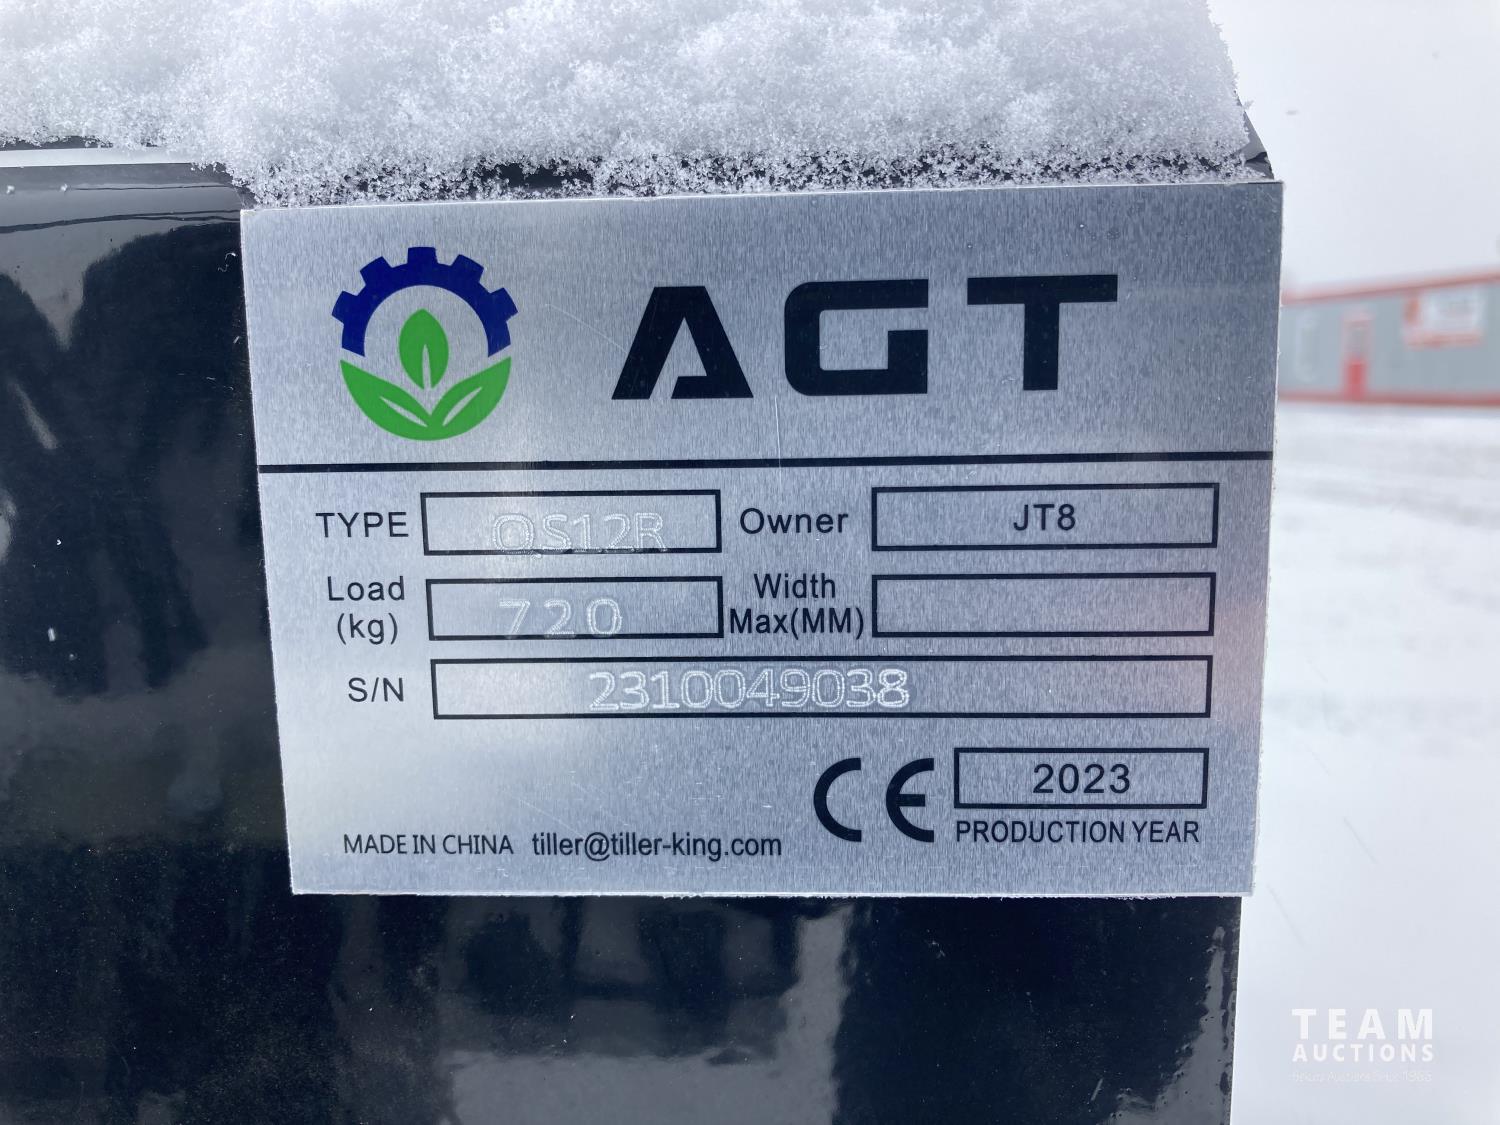 AGT
TYPE QS12R Owner JT8
Load (kg) 720 Width Max(MM)
S/N 2310049038
CE 2023
MADE IN CHINA tiller@tiller-king.com PRODUCTION YEAR
TEAM
AUCTIONS